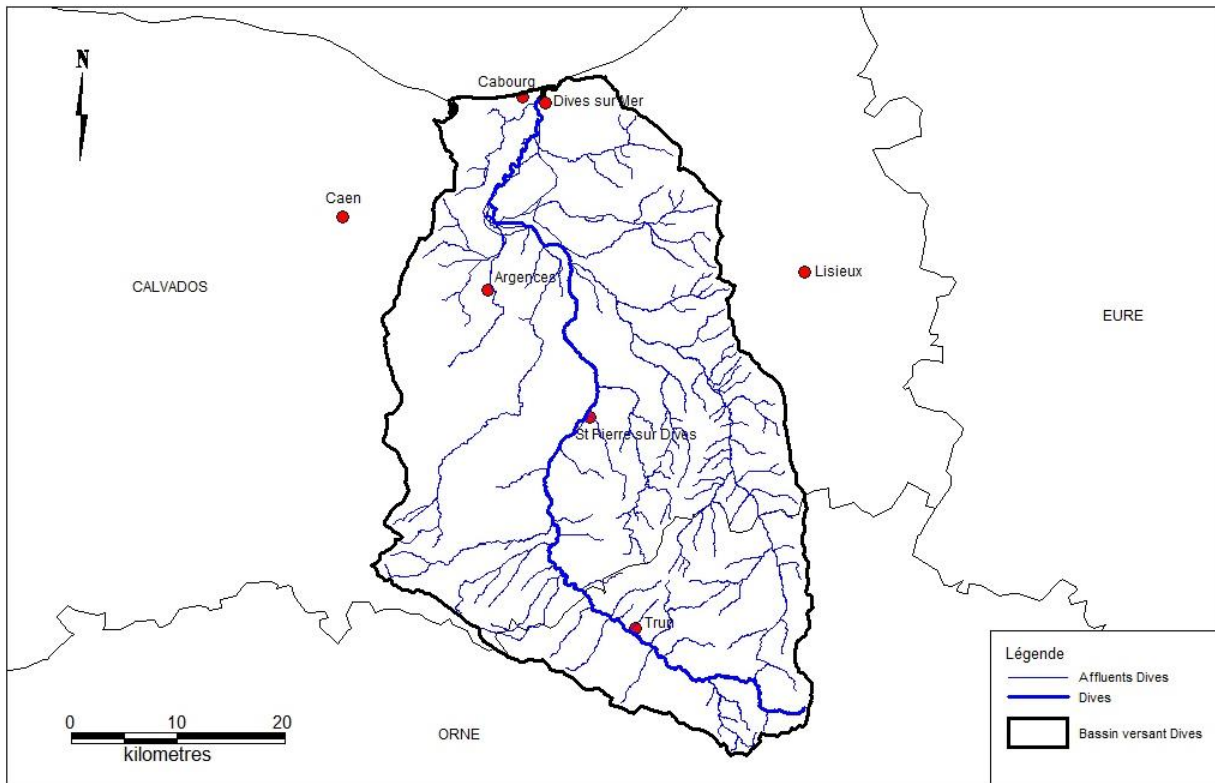 N
Cabourg
Dives sur Mer
Caen
Lisieux
Argences
CALVADOS
EURE
St Pierre sur Dives
Trun
Légende
Affluents Dives
Dives
Bassin versant Dives
0 10 20
kilometres
ORNE